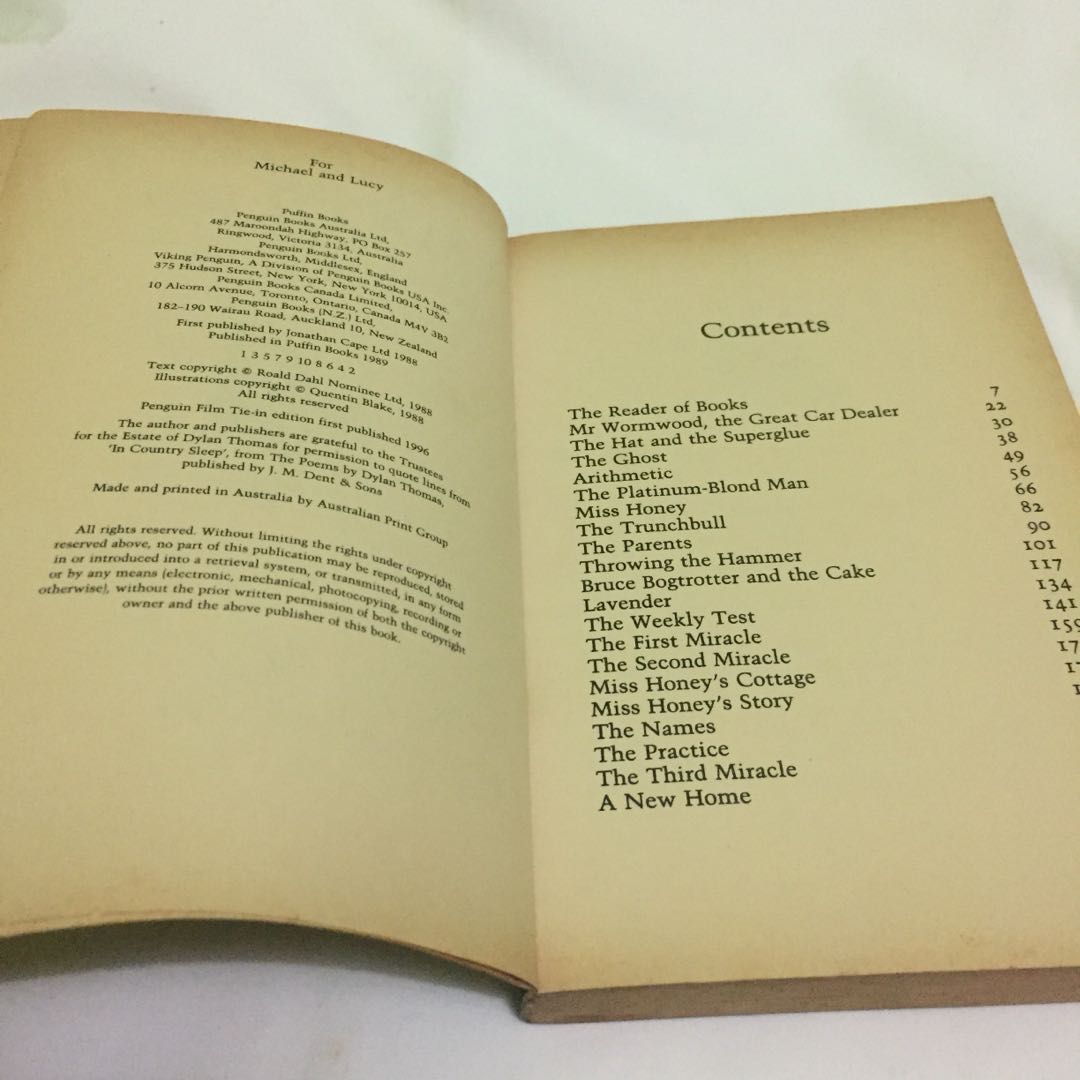 For
Michael and Lucy
Puffin Books
Penguin Books Australia Ltd,
487 Maroondah Highway, PO Box 257
Ringwood, Victoria 3134, Australia
Penguin Books Ltd,
Harmondsworth, Middlesex, England
Viking Penguin, A Division of Penguin Books USA Inc.
375 Hudson Street, New York, New York 10014, USA
Penguin Books Canada Limited,
10 Alcorn Avenue, Toronto, Ontario, Canada M4V 3B2
Penguin Books (N.Z.) Ltd,
182–190 Wairau Road, Auckland 10, New Zealand
First published by Jonathan Cape Ltd 1988
Published in Puffin Books 1989
1 3 5 7 9 10 8 6 4 2
Text copyright © Roald Dahl Nominee Ltd, 1988
Illustrations copyright © Quentin Blake, 1988
All rights reserved
Penguin Film Tie-in edition first published 1996
The author and publishers are grateful to the Trustees
for the Estate of Dylan Thomas for permission to quote lines from
'In Country Sleep', from The Poems by Dylan Thomas,
published by J. M. Dent & Sons
Made and printed in Australia by Australian Print Group
All rights reserved. Without limiting the rights under copyright
reserved above, no part of this publication may be reproduced, stored
in or introduced into a retrieval system, or transmitted, in any form
or by any means (electronic, mechanical, photocopying, recording or
otherwise), without the prior written permission of both the copyright
owner and the above publisher of this book.
Contents
The Reader of Books 7
Mr Wormwood, the Great Car Dealer 22
The Hat and the Superglue 30
The Ghost 38
Arithmetic 49
The Platinum-Blond Man 56
Miss Honey 66
The Trunchbull 82
The Parents 90
Throwing the Hammer 101
Bruce Bogtrotter and the Cake 117
Lavender 134
The Weekly Test 141
The First Miracle 159
The Second Miracle
Miss Honey's Cottage
Miss Honey's Story
The Names
The Practice
The Third Miracle
A New Home